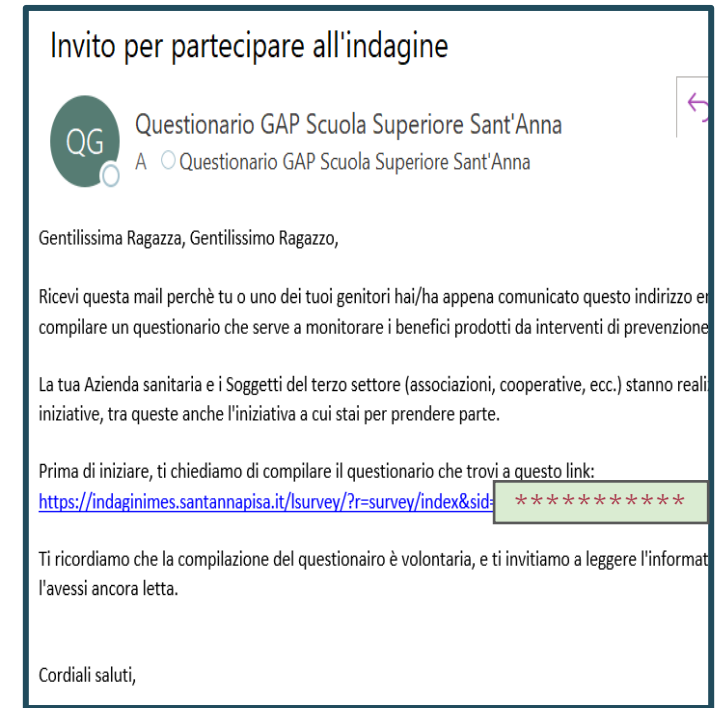 Invito per partecipare all'indagine
QG
Questionario GAP Scuola Superiore Sant'Anna
A Questionario GAP Scuola Superiore Sant'Anna
Gentilissima Ragazza, Gentilissimo Ragazzo,
Ricevi questa mail perchè tu o uno dei tuoi genitori hai/ha appena comunicato questo indirizzo
compilare un questionario che serve a monitorare i benefici prodotti da interventi di prevenzione
La tua Azienda sanitaria e i Soggetti del terzo settore (associazioni, cooperative, ecc.) stanno
iniziative, tra queste anche l'iniziativa a cui stai per prendere parte.
Prima di iniziare, ti chiediamo di compilare il questionario che trovi a questo link:
https://indaginimes.santannapisa.it/lsurvey/?r=survey/index&sid= ***********
Ti ricordiamo che la compilazione del questionairo è volontaria, e ti invitiamo a leggere
l'avessi ancora letta.
Cordiali saluti,